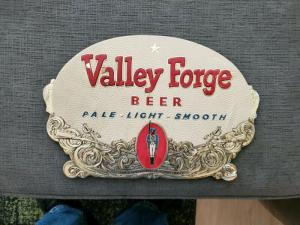 Valley Forge
BEER
PALE - LIGHT - SMOOTH